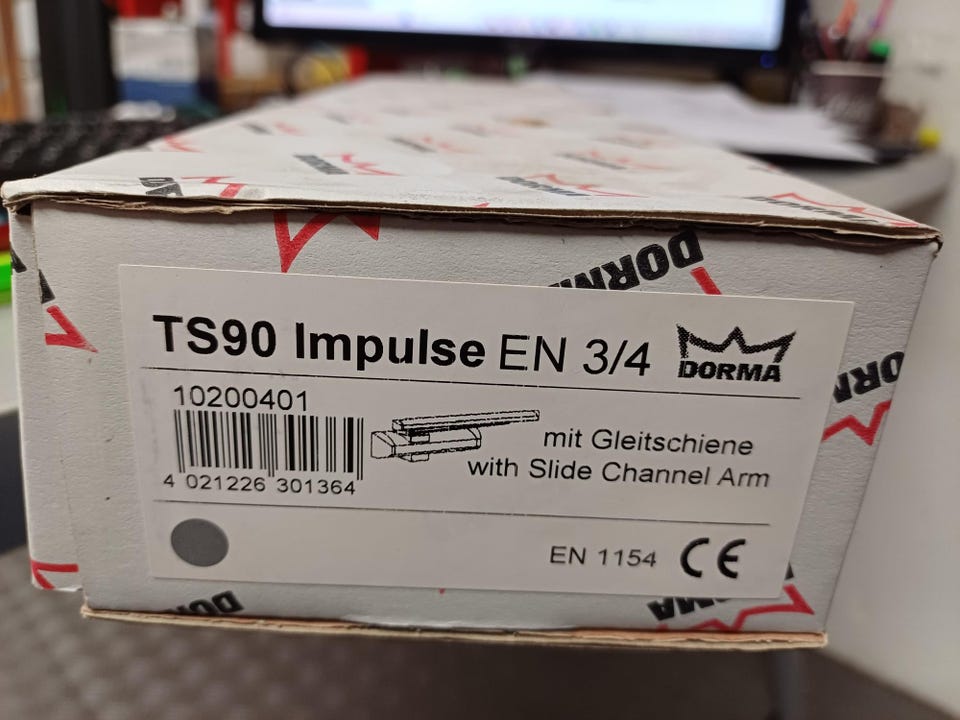 DORMA
DORMA
TS90 Impulse EN 3/4
DORMA
10200401
4 021226 301364
mit Gleitschiene
with Slide Channel Arm
EN 1154 CE
DORMA